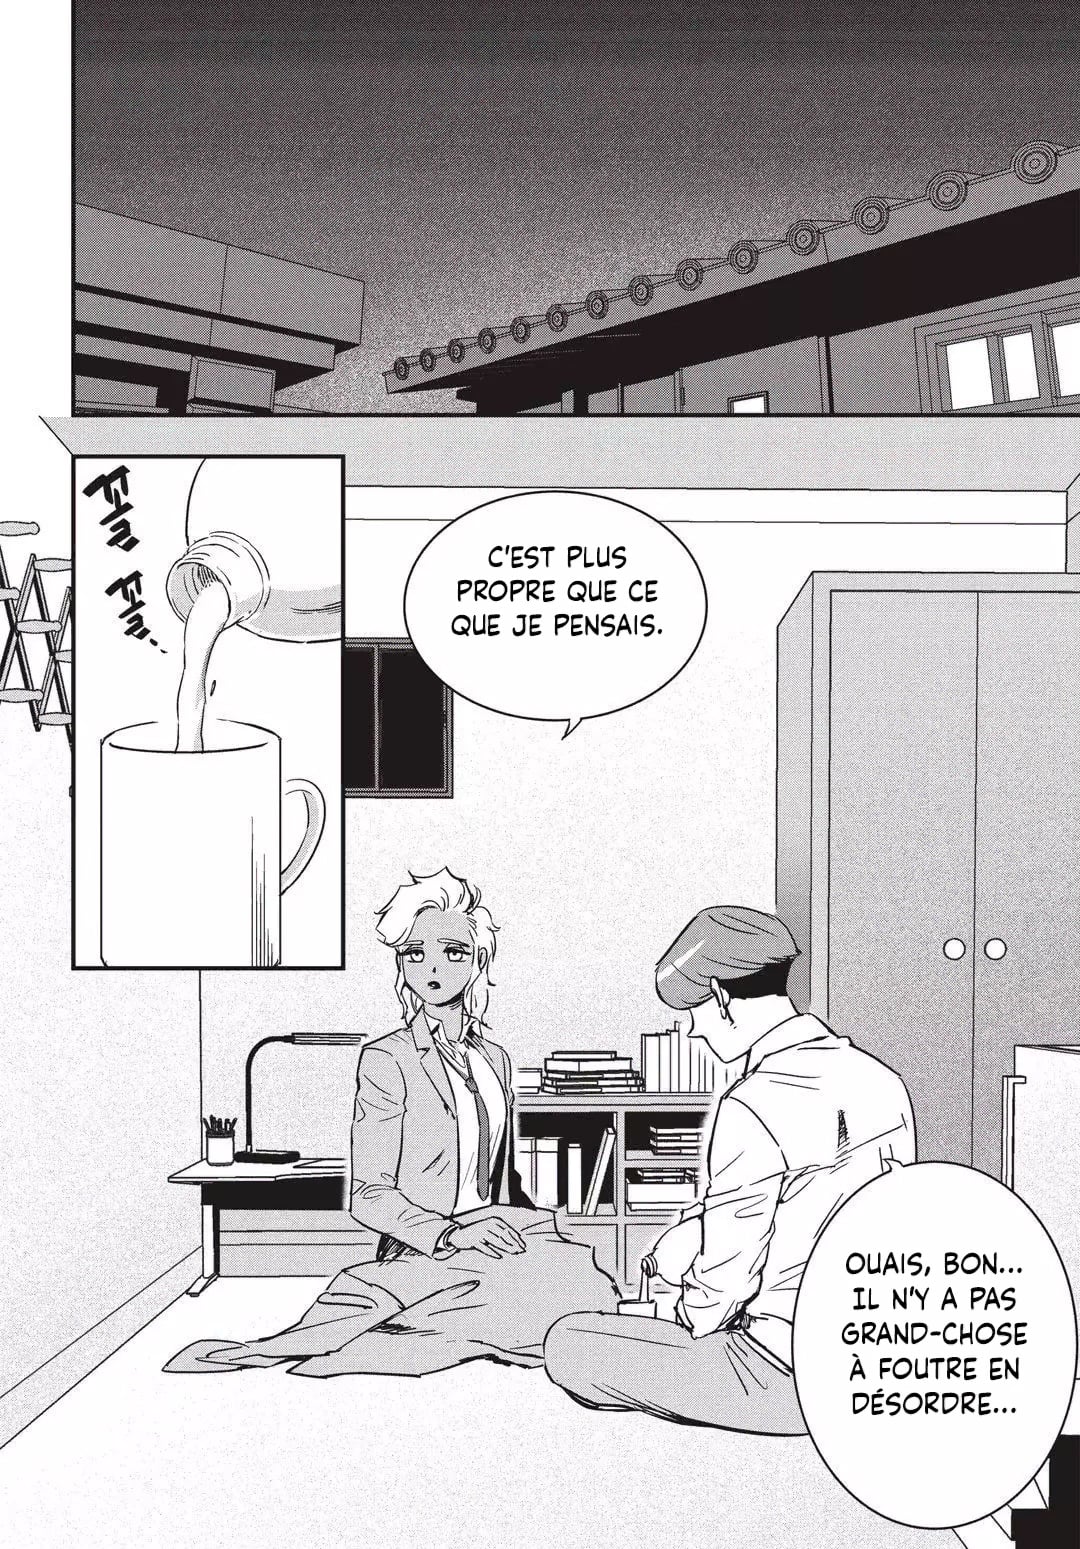 C'EST PLUS
PROPRE QUE CE
QUE JE PENSAIS.
OUAIS, BON...
IL N'Y A PAS
GRAND-CHOSE
À FOUTRE EN
DÉSORDRE...